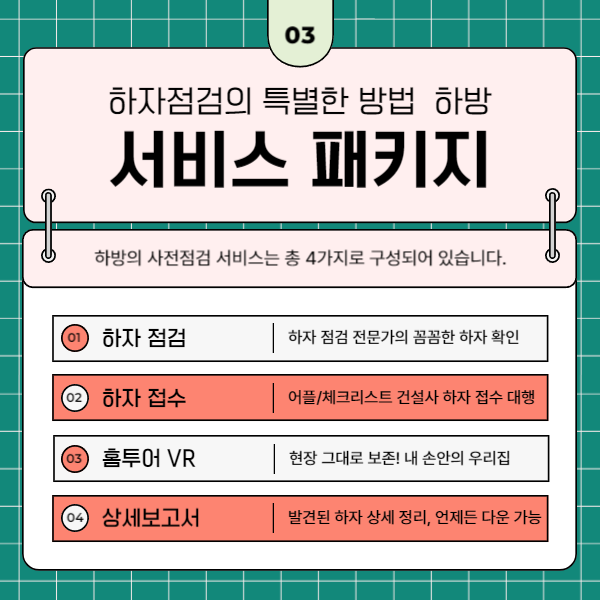 03
하자점검의 특별한 방법 하방
서비스 패키지
하방의 사전점검 서비스는 총 4가지로 구성되어 있습니다.
01 하자 점검 하자 점검 전문가의 꼼꼼한 하자 확인
02 하자 접수 어플/체크리스트 건설사 하자 접수 대행
03 홈투어 VR 현장 그대로 보존! 내 손안의 우리집
04 상세보고서 발견된 하자 상세 정리, 언제든 다운 가능